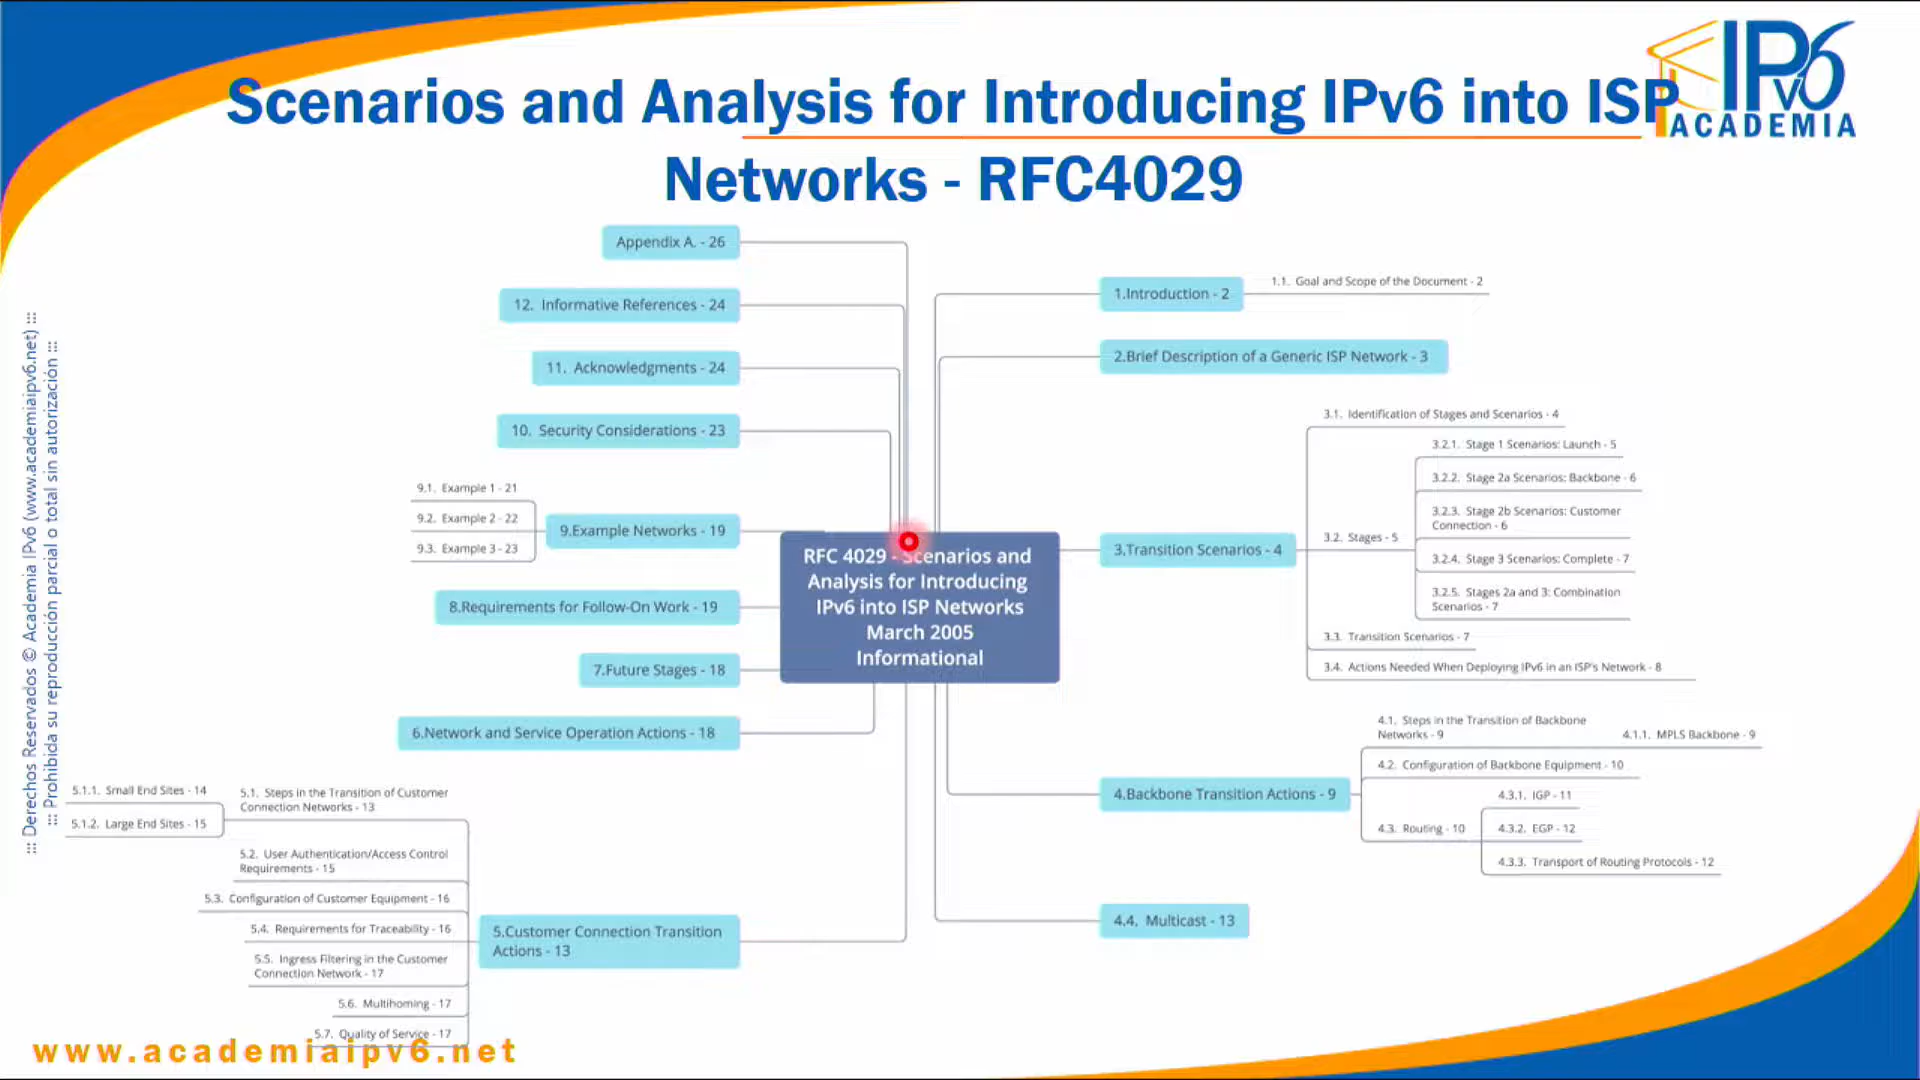 Scenarios and Analysis for Introducing IPv6 into ISP
Networks - RFC4029
IPv6
ACADEMIA
::: Derechos Reservados © Academia IPv6 (www.academiaipv6.net) :::
::: Prohibida su reproducción parcial o total sin autorización :::
RFC 4029 - Scenarios and
Analysis for Introducing
IPv6 into ISP Networks
March 2005
Informational
1.Introduction - 2
1.1. Goal and Scope of the Document - 2
2.Brief Description of a Generic ISP Network - 3
3.Transition Scenarios - 4
3.1. Identification of Stages and Scenarios - 4
3.2. Stages - 5
3.2.1. Stage 1 Scenarios: Launch - 5
3.2.2. Stage 2a Scenarios: Backbone - 6
3.2.3. Stage 2b Scenarios: Customer
Connection - 6
3.2.4. Stage 3 Scenarios: Complete - 7
3.2.5. Stages 2a and 3: Combination
Scenarios - 7
3.3. Transition Scenarios - 7
3.4. Actions Needed When Deploying IPv6 in an ISP's Network - 8
4.Backbone Transition Actions - 9
4.1. Steps in the Transition of Backbone
Networks - 9
4.1.1. MPLS Backbone - 9
4.2. Configuration of Backbone Equipment - 10
4.3. Routing - 10
4.3.1. IGP - 11
4.3.2. EGP - 12
4.3.3. Transport of Routing Protocols - 12
4.4. Multicast - 13
5.Customer Connection Transition
Actions - 13
5.1. Steps in the Transition of Customer
Connection Networks - 13
5.1.1. Small End Sites - 14
5.1.2. Large End Sites - 15
5.2. User Authentication/Access Control
Requirements - 15
5.3. Configuration of Customer Equipment - 16
5.4. Requirements for Traceability - 16
5.5. Ingress Filtering in the Customer
Connection Network - 17
5.6. Multihoming - 17
5.7. Quality of Service - 17
6.Network and Service Operation Actions - 18
7.Future Stages - 18
8.Requirements for Follow-On Work - 19
9.Example Networks - 19
9.1. Example 1 - 21
9.2. Example 2 - 22
9.3. Example 3 - 23
10. Security Considerations - 23
11. Acknowledgments - 24
12. Informative References - 24
Appendix A. - 26
www.academiaipv6.net